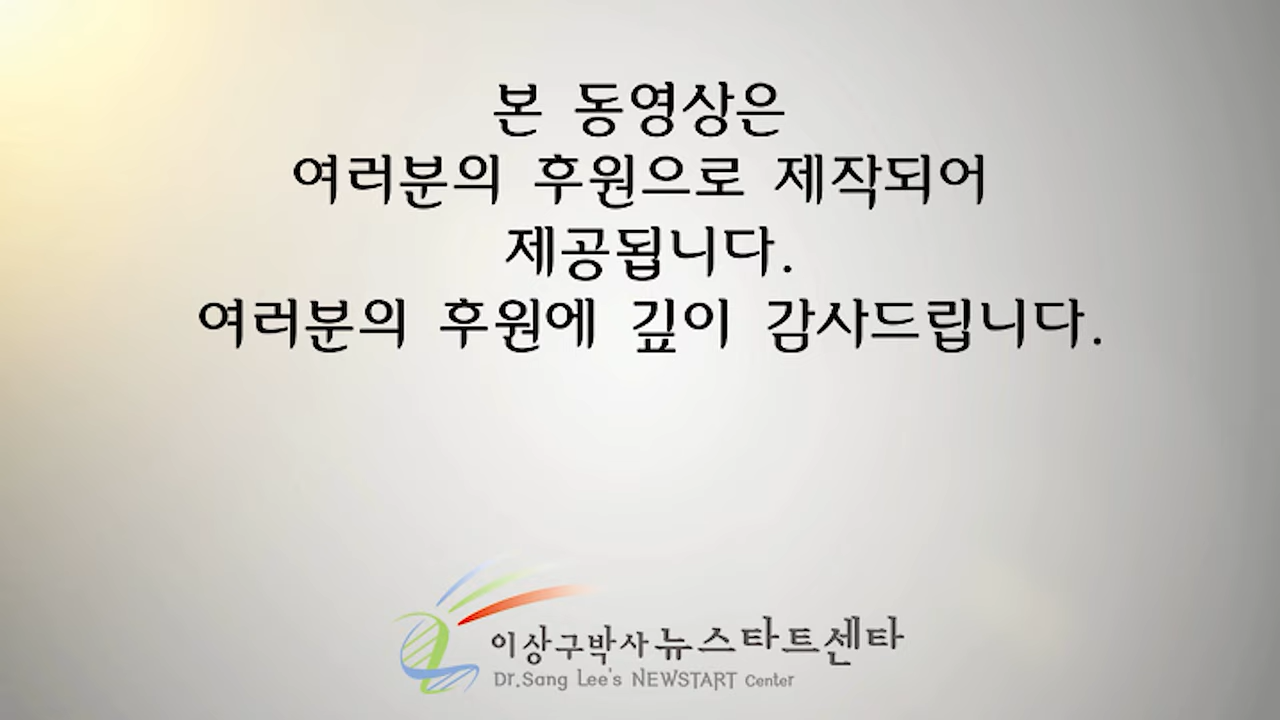 본 동영상은
여러분의 후원으로 제작되어
제공됩니다.
여러분의 후원에 깊이 감사드립니다.
이상구박사 뉴스타트센타
Dr.Sang Lee's NEWSTART Center